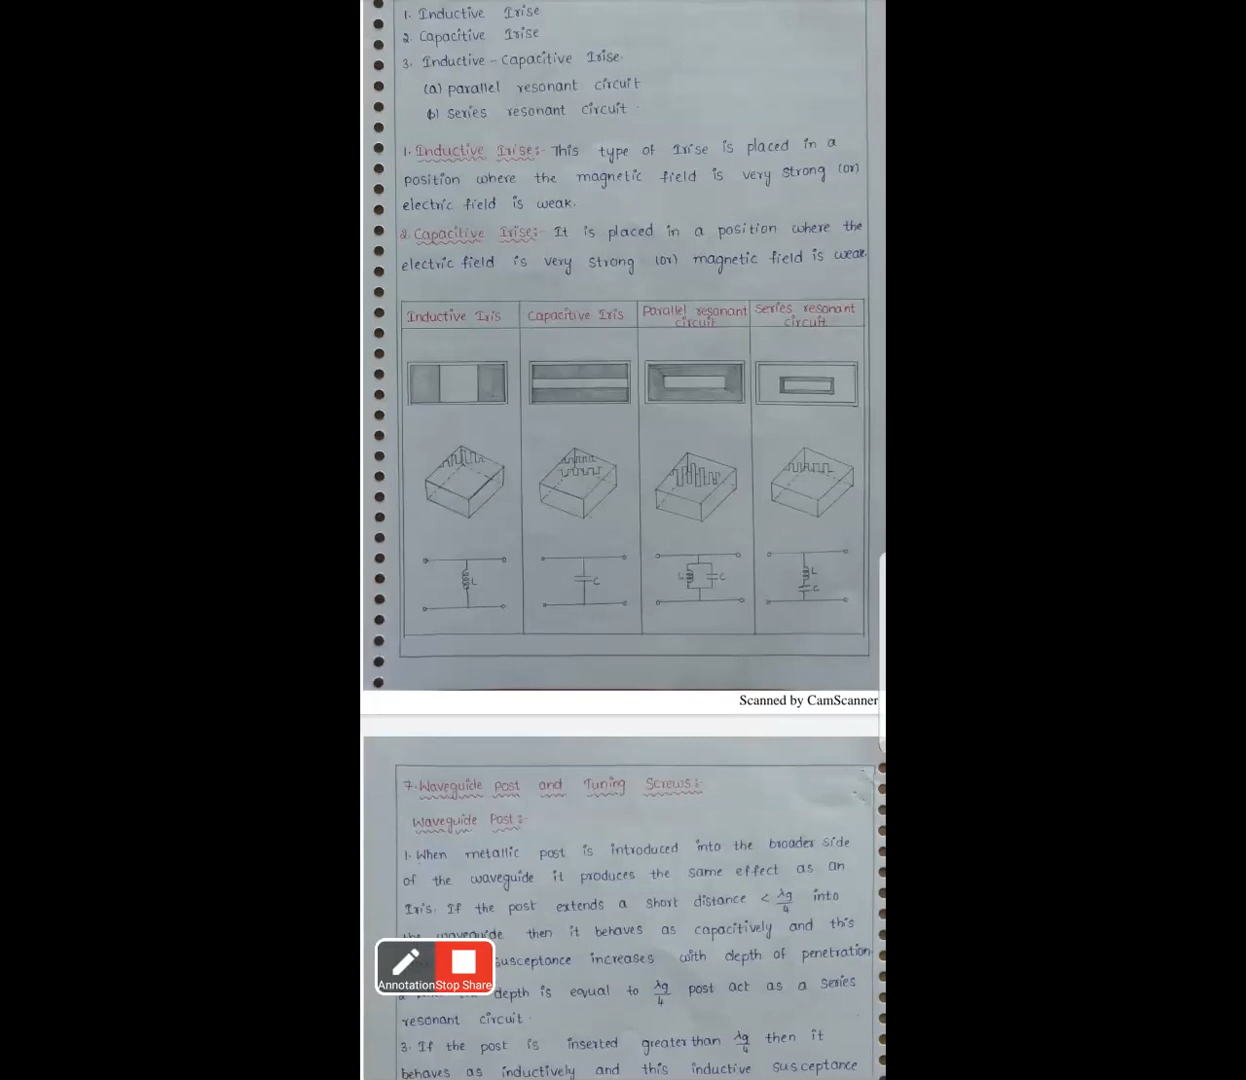 1. Inductive Irise
2. Capacitive Irise
3. Inductive - Capacitive Irise.
(a) parallel resonant circuit
(b) series resonant circuit
1. Inductive Irise:- This type of Irise is placed in a
position where the magnetic field is very strong (or)
electric field is weak.
2. Capacitive Irise:- It is placed in a position where the
electric field is very strong (or) magnetic field is weak.
Inductive Iris
Capacitive Iris
Parallel resonant circuit
Series resonant circuit
L
C
L
C
L
C
Scanned by CamScanner
7. Waveguide post and Tuning Screws:-
Waveguide Post:-
1. When metallic post is introduced into the broader side
of the waveguide it produces the same effect as an
Iris. If the post extends a short distance < λg/4 into
the waveguide then it behaves as capacitively and this
susceptance increases with depth of penetration
depth is equal to λg/4 post act as a series
resonant circuit.
3. If the post is inserted greater than λg/4 then it
behaves as inductively and this inductive susceptance
Annotation
Stop Share